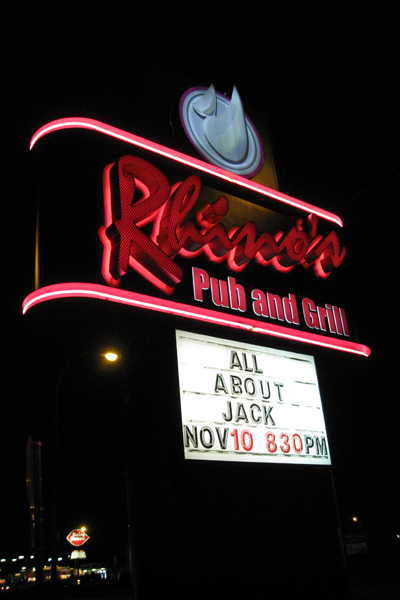 Rhino's
Pub and Grill
ALL
ABOUT
JACK
NOV10 830PM